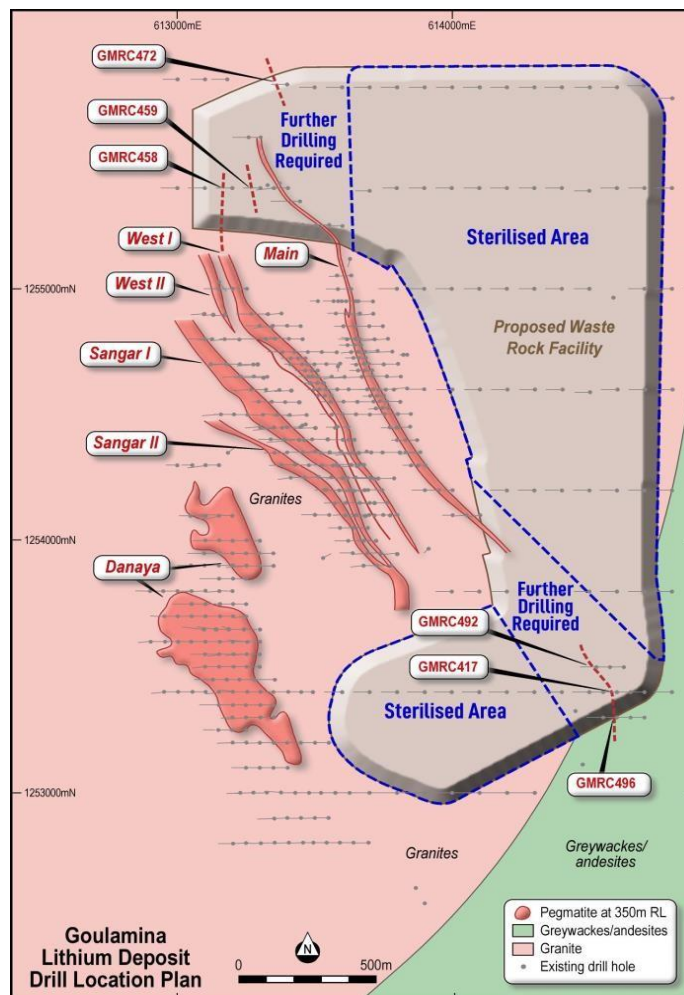 613000mE
614000mE
GMRC472
GMRC459
GMRC458
Further
Drilling
Required
West I
West II
Main
Sterilised Area
1255000mN
Proposed Waste
Rock Facility
Sangar I
Sangar II
Granites
1254000mN
Danaya
Further
Drilling
Required
GMRC492
GMRC417
Sterilised Area
GMRC496
1253000mN
Granites
Greywackes/
andesites
Goulamina
Lithium Deposit
Drill Location Plan
N
0
500m
Pegmatite at 350m RL
Greywackes/andesites
Granite
Existing drill hole